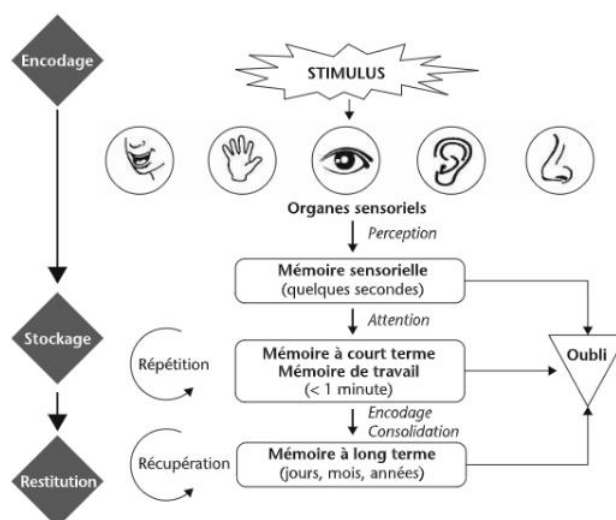 Encodage
STIMULUS
Organes sensoriels
Perception
Mémoire sensorielle
(quelques secondes)
Attention
Stockage
Répétition
Mémoire à court terme
Mémoire de travail
(< 1 minute)
Oubli
Encodage
Consolidation
Restitution
Récupération
Mémoire à long terme
(jours, mois, années)